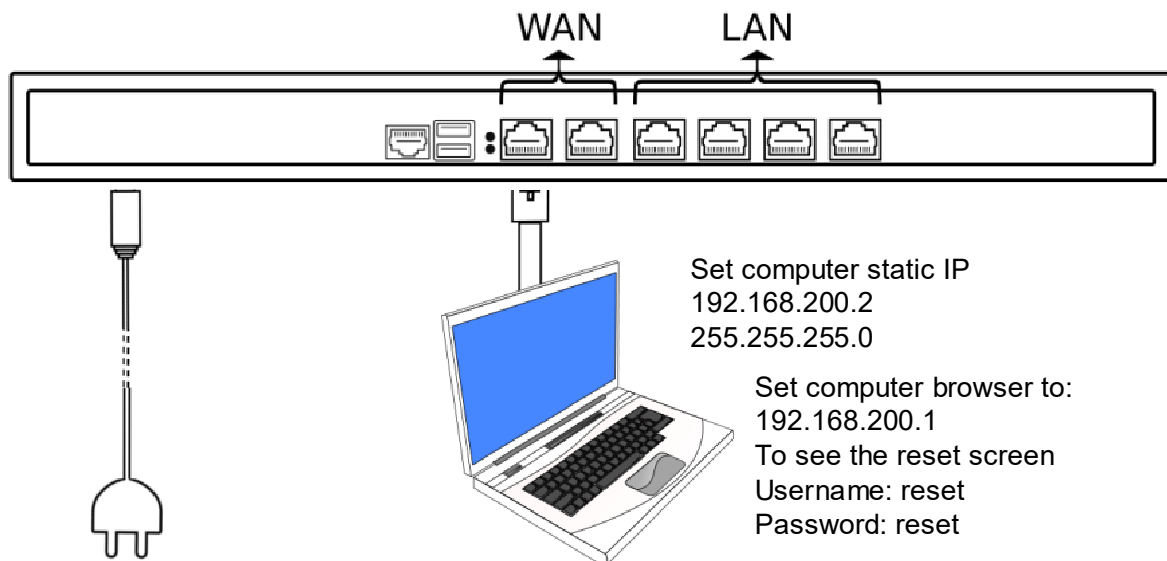 WAN
LAN
Set computer static IP
192.168.200.2
255.255.255.0
Set computer browser to:
192.168.200.1
To see the reset screen
Username: reset
Password: reset